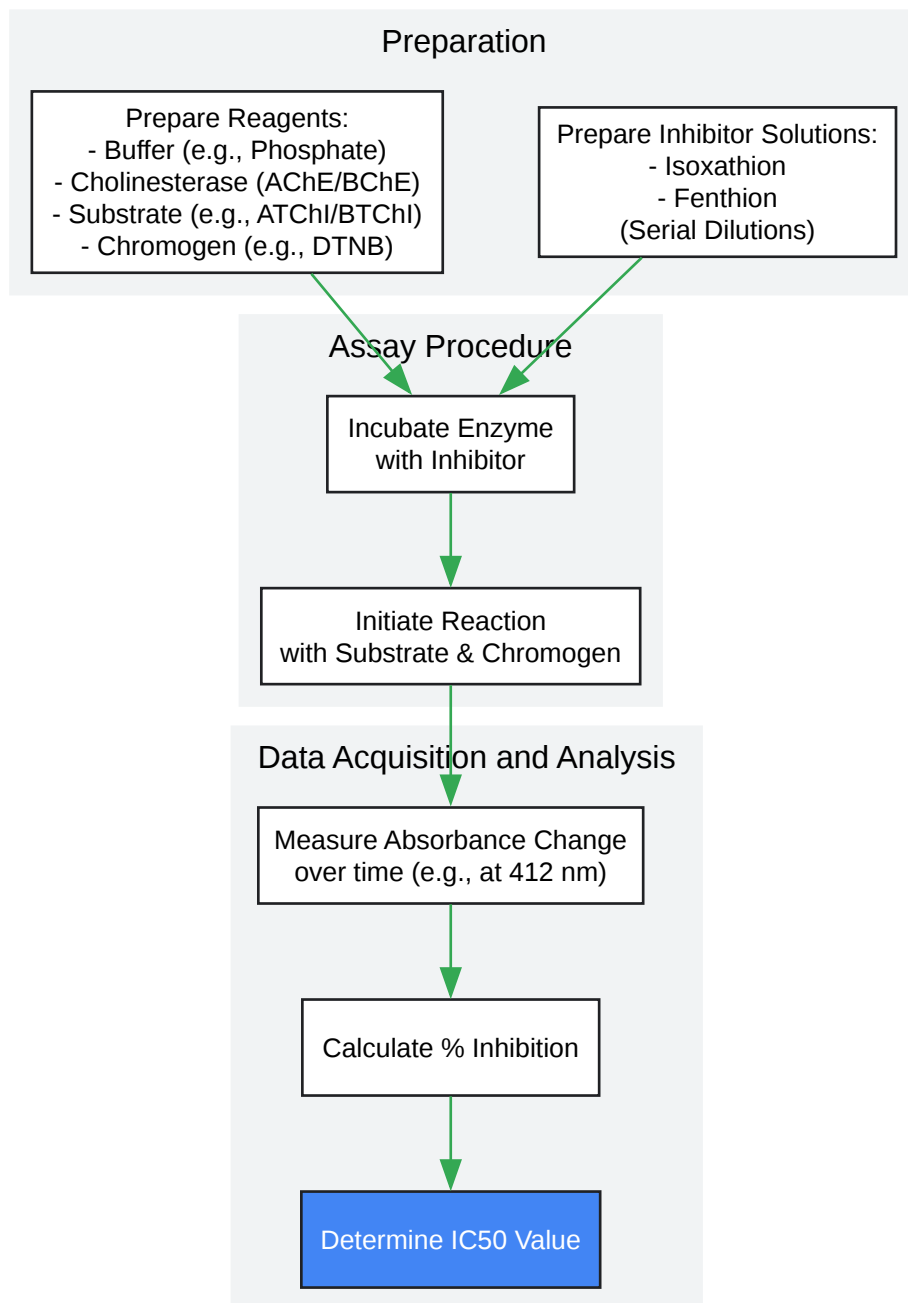 Preparation
Prepare Reagents:
- Buffer (e.g., Phosphate)
- Cholinesterase (AChE/BChE)
- Substrate (e.g., ATChI/BTChI)
- Chromogen (e.g., DTNB)
Prepare Inhibitor Solutions:
- Isoxathion
- Fenthion
(Serial Dilutions)
Assay Procedure
Incubate Enzyme
with Inhibitor
Initiate Reaction
with Substrate & Chromogen
Data Acquisition and Analysis
Measure Absorbance Change
over time (e.g., at 412 nm)
Calculate % Inhibition
Determine IC50 Value